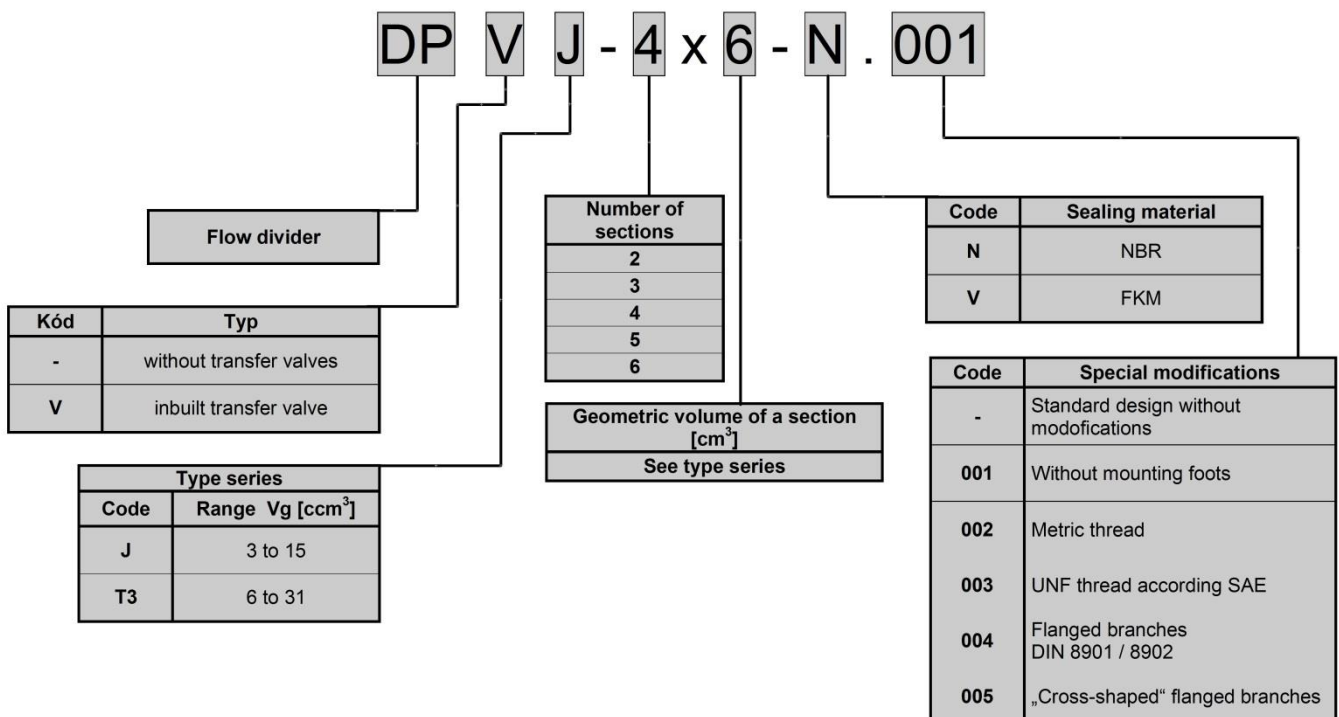 DP V J - 4 x 6 - N . 001
Flow divider
Kód Typ
- without transfer valves
V inbuilt transfer valve
Type series
Code Range Vg [ccm³]
J 3 to 15
T3 6 to 31
Number of
sections
2
3
4
5
6
Geometric volume of a section
[cm³]
See type series
Code Sealing material
N NBR
V FKM
Code Special modifications
- Standard design without
modofications
001 Without mounting foots
002 Metric thread
003 UNF thread according SAE
004 Flanged branches
DIN 8901 / 8902
005 „Cross-shaped“ flanged branches